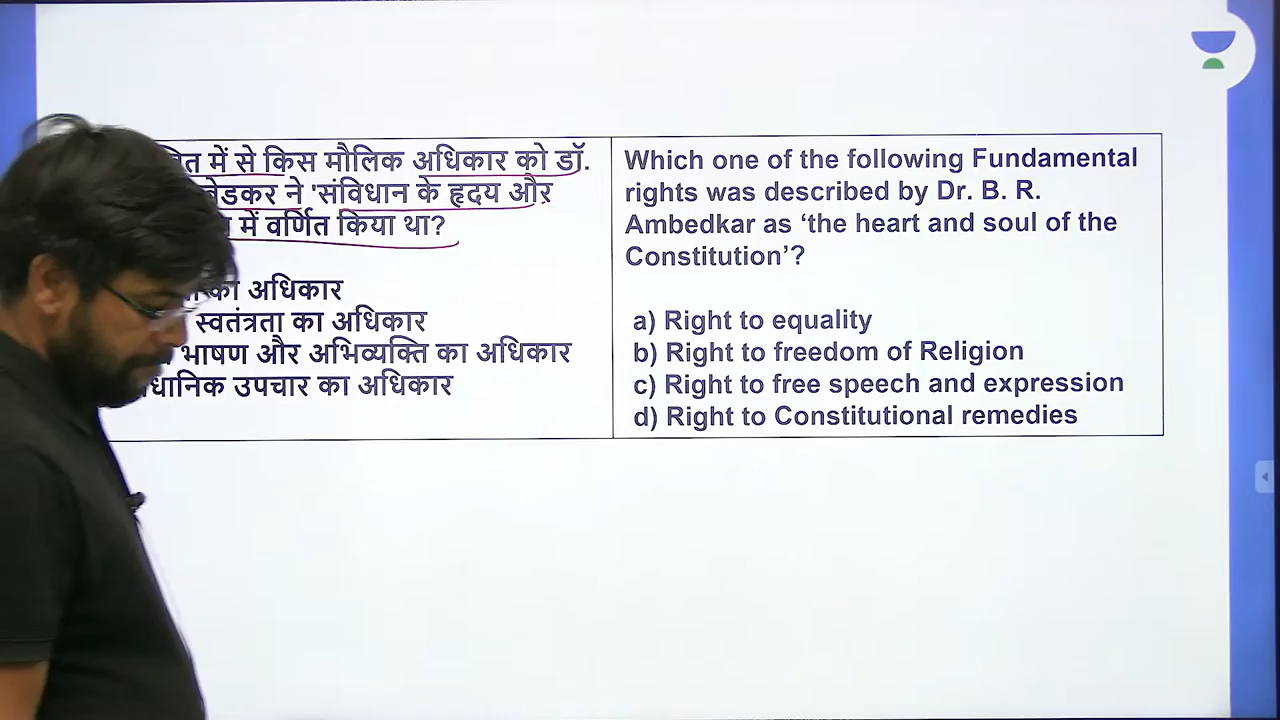 में से किस मौलिक अधिकार को डॉ.
ने 'संविधान के हृदय और
में वर्णित किया था?
का अधिकार
स्वतंत्रता का अधिकार
भाषण और अभिव्यक्ति का अधिकार
उपचार का अधिकार
Which one of the following Fundamental
rights was described by Dr. B. R.
Ambedkar as ‘the heart and soul of the
Constitution’?
a) Right to equality
b) Right to freedom of Religion
c) Right to free speech and expression
d) Right to Constitutional remedies